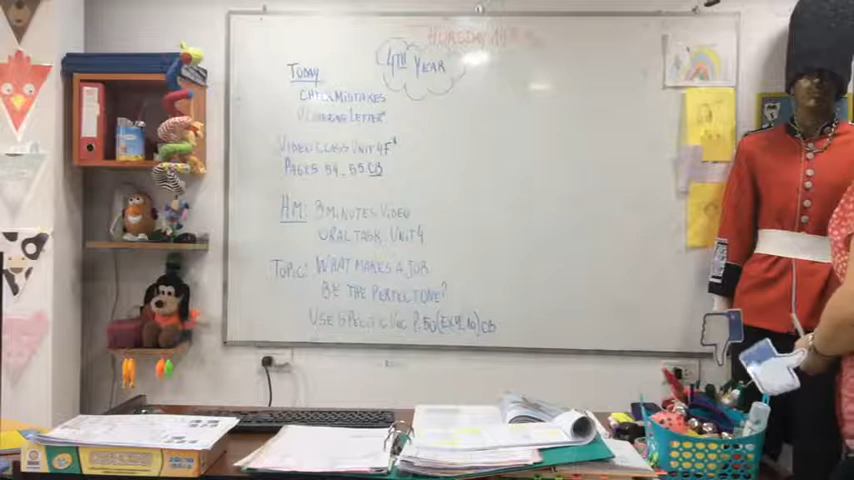 THURSDAY 14TH
4TH YEAR
TODAY
CHECK MISTAKES
COVERING LETTER"
VIDEO CLASS UNIT 4F
PAGES 54 - 55 CB
HM: 3 MINUTES VIDEO
ORAL TASK UNIT 4
TOPIC: WHAT MAKES A JOB
BE THE PERFECT ONE?
USE SPECIFIC VOC P. 50 (EX 9, 10) CB